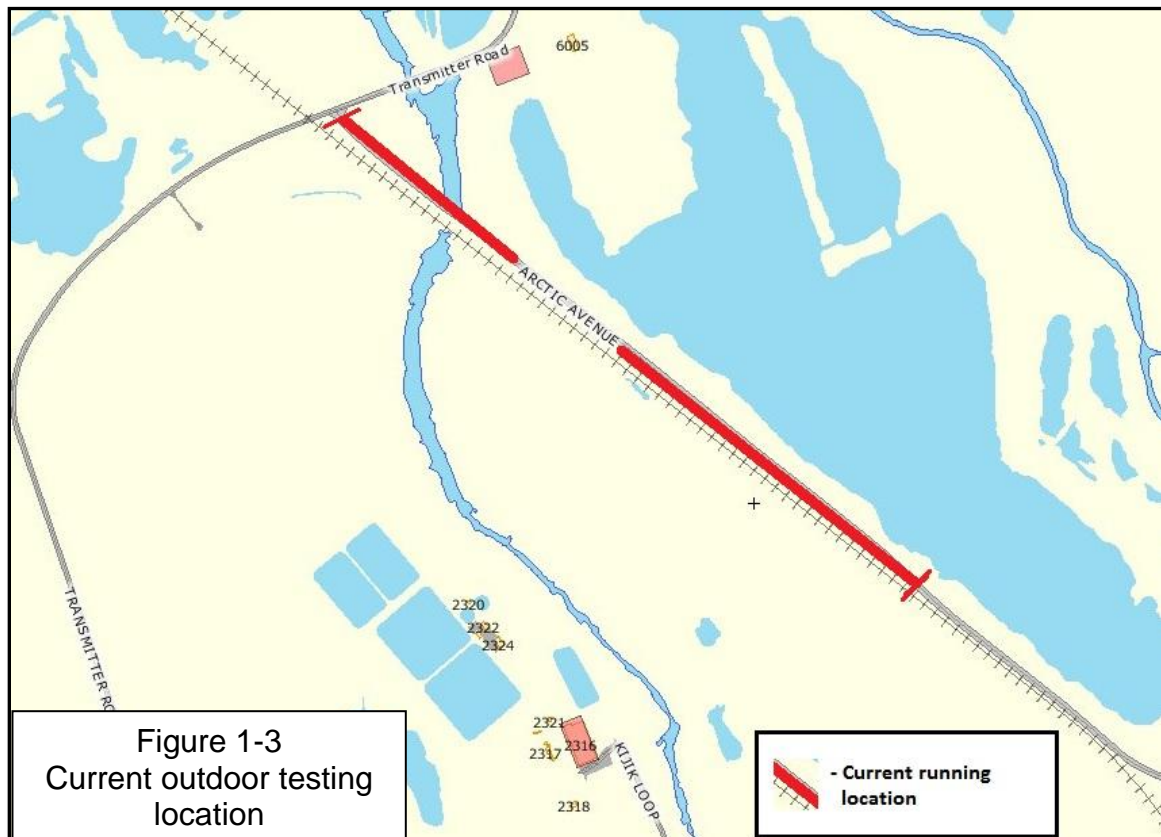 6005
Transmitter Road
ARCTIC AVENUE
2320
2322
2324
TRANSMITTER RO
2321
2316
2317
KIJIK LOOP
2318
Figure 1-3
Current outdoor testing
location
- Current running
location